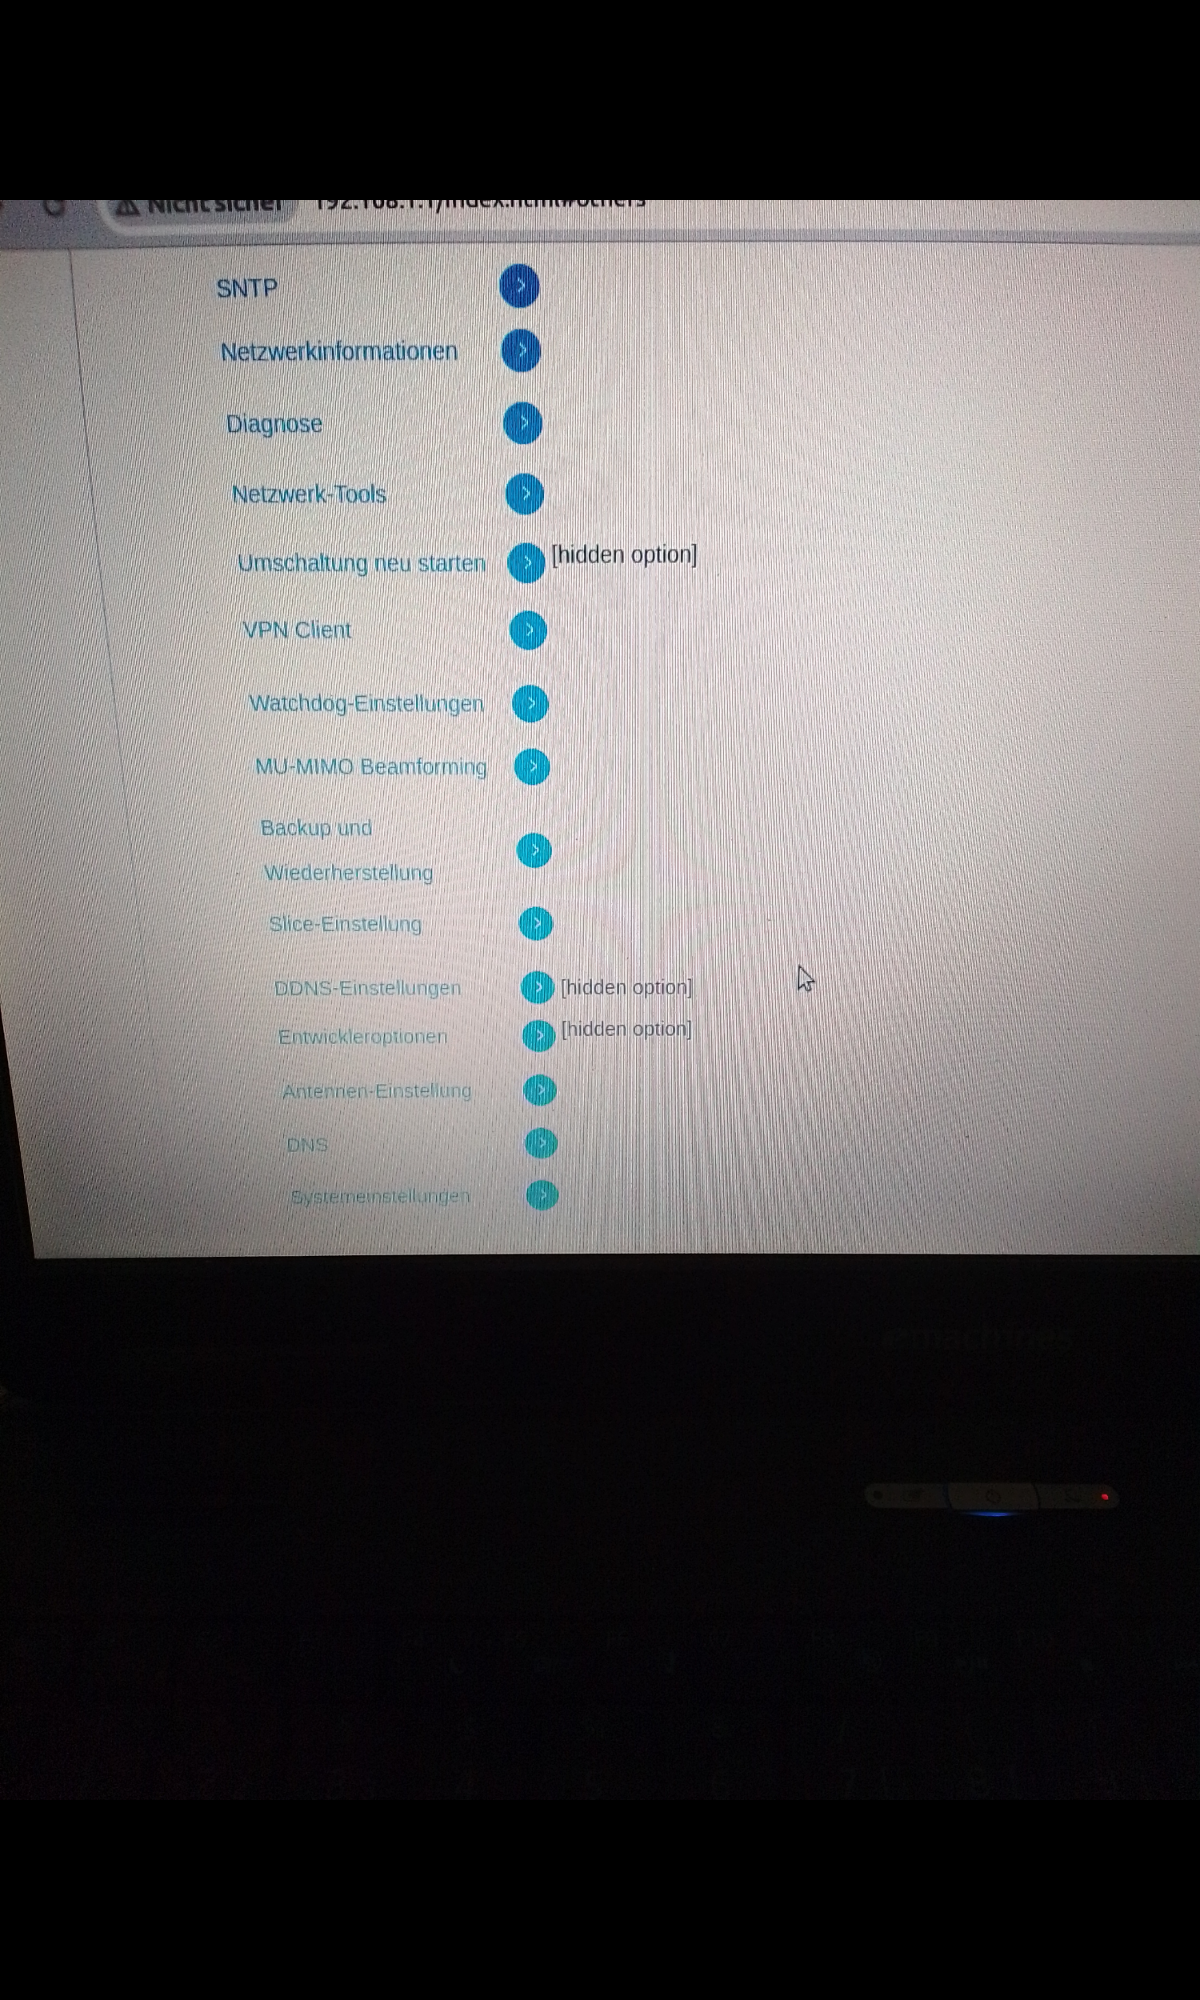 Nicht sicher 192.168.1.1/index.html#others
SNTP
Netzwerkinformationen
Diagnose
Netzwerk-Tools
Umschaltung neu starten [hidden option]
VPN Client
Watchdog-Einstellungen
MU-MIMO Beamforming
Backup und
Wiederherstellung
Slice-Einstellung
DDNS-Einstellungen [hidden option]
Entwickleroptionen [hidden option]
Antennen-Einstellung
DNS
Systemeinstellungen